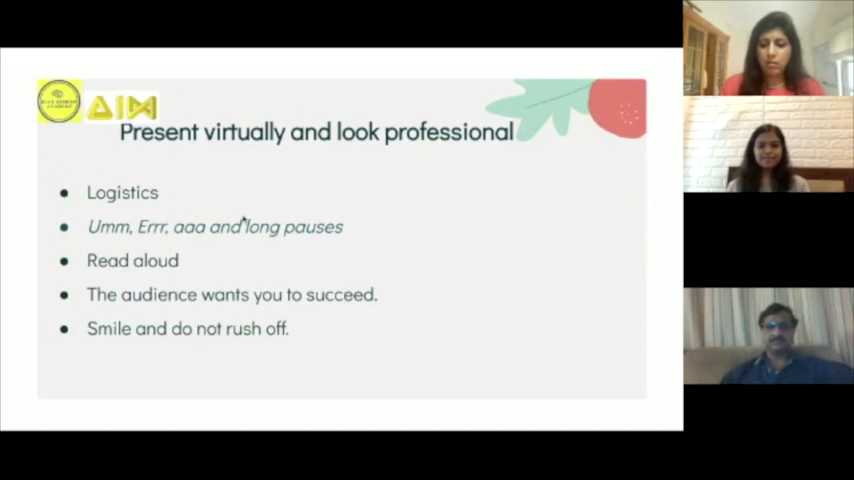 AIM
Present virtually and look professional
Logistics
Umm, Errr, aaa and long pauses
Read aloud
The audience wants you to succeed.
Smile and do not rush off.